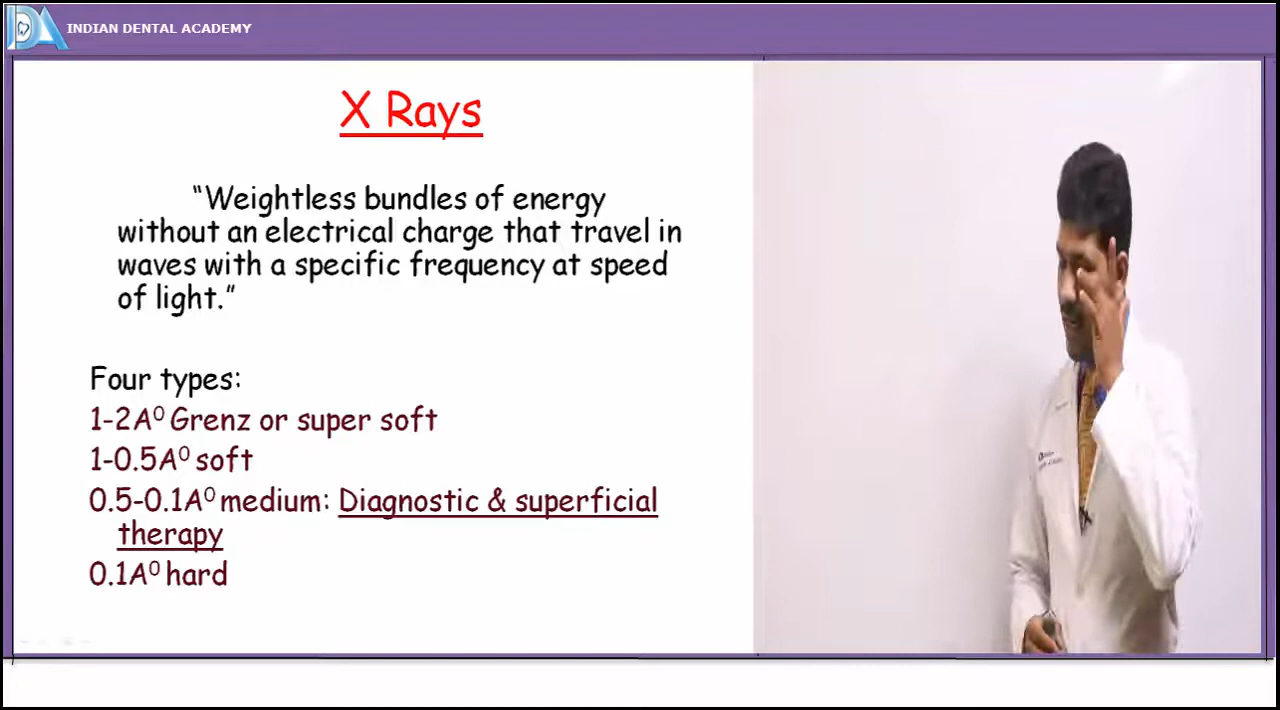 INDIAN DENTAL ACADEMY
X Rays
“Weightless bundles of energy
without an electrical charge that travel in
waves with a specific frequency at speed
of light.”
Four types:
1-2A⁰ Grenz or super soft
1-0.5A⁰ soft
0.5-0.1A⁰ medium: Diagnostic & superficial
therapy
0.1A⁰ hard